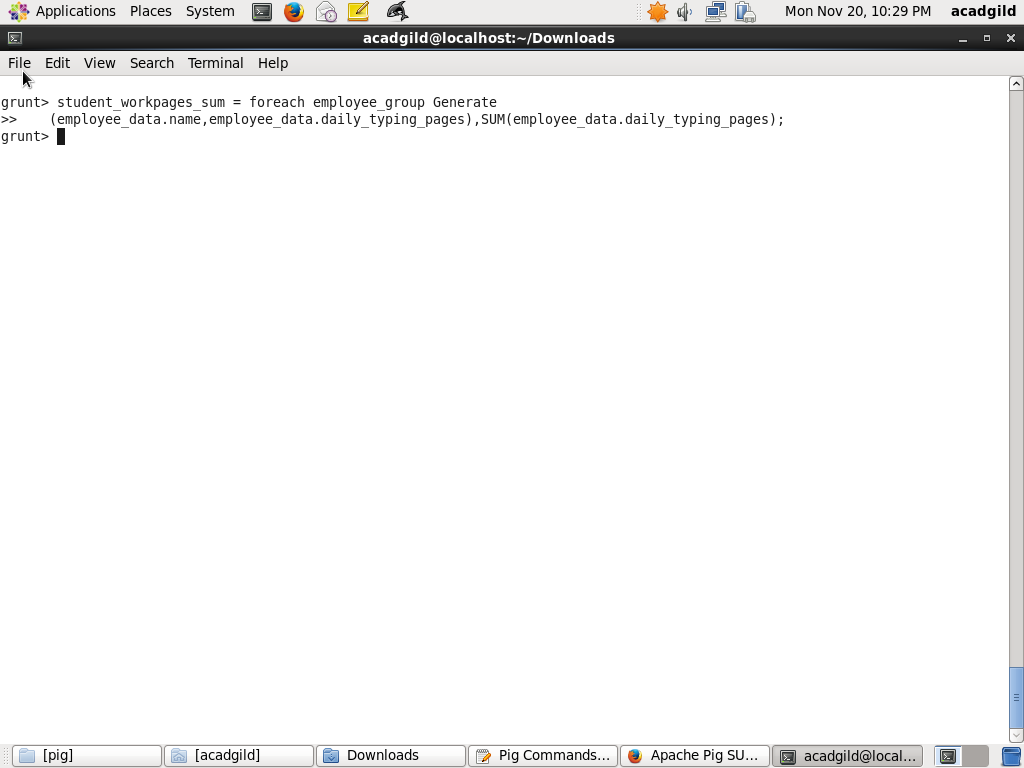 Applications Places System Mon Nov 20, 10:29 PM acadgild
acadgild@localhost:~/Downloads
File Edit View Search Terminal Help
grunt> student_workpages_sum = foreach employee_group Generate
>>    (employee_data.name,employee_data.daily_typing_pages),SUM(employee_data.daily_typing_pages);
grunt>
[pig] [acadgild] Downloads Pig Commands... Apache Pig SU... acadgild@local...